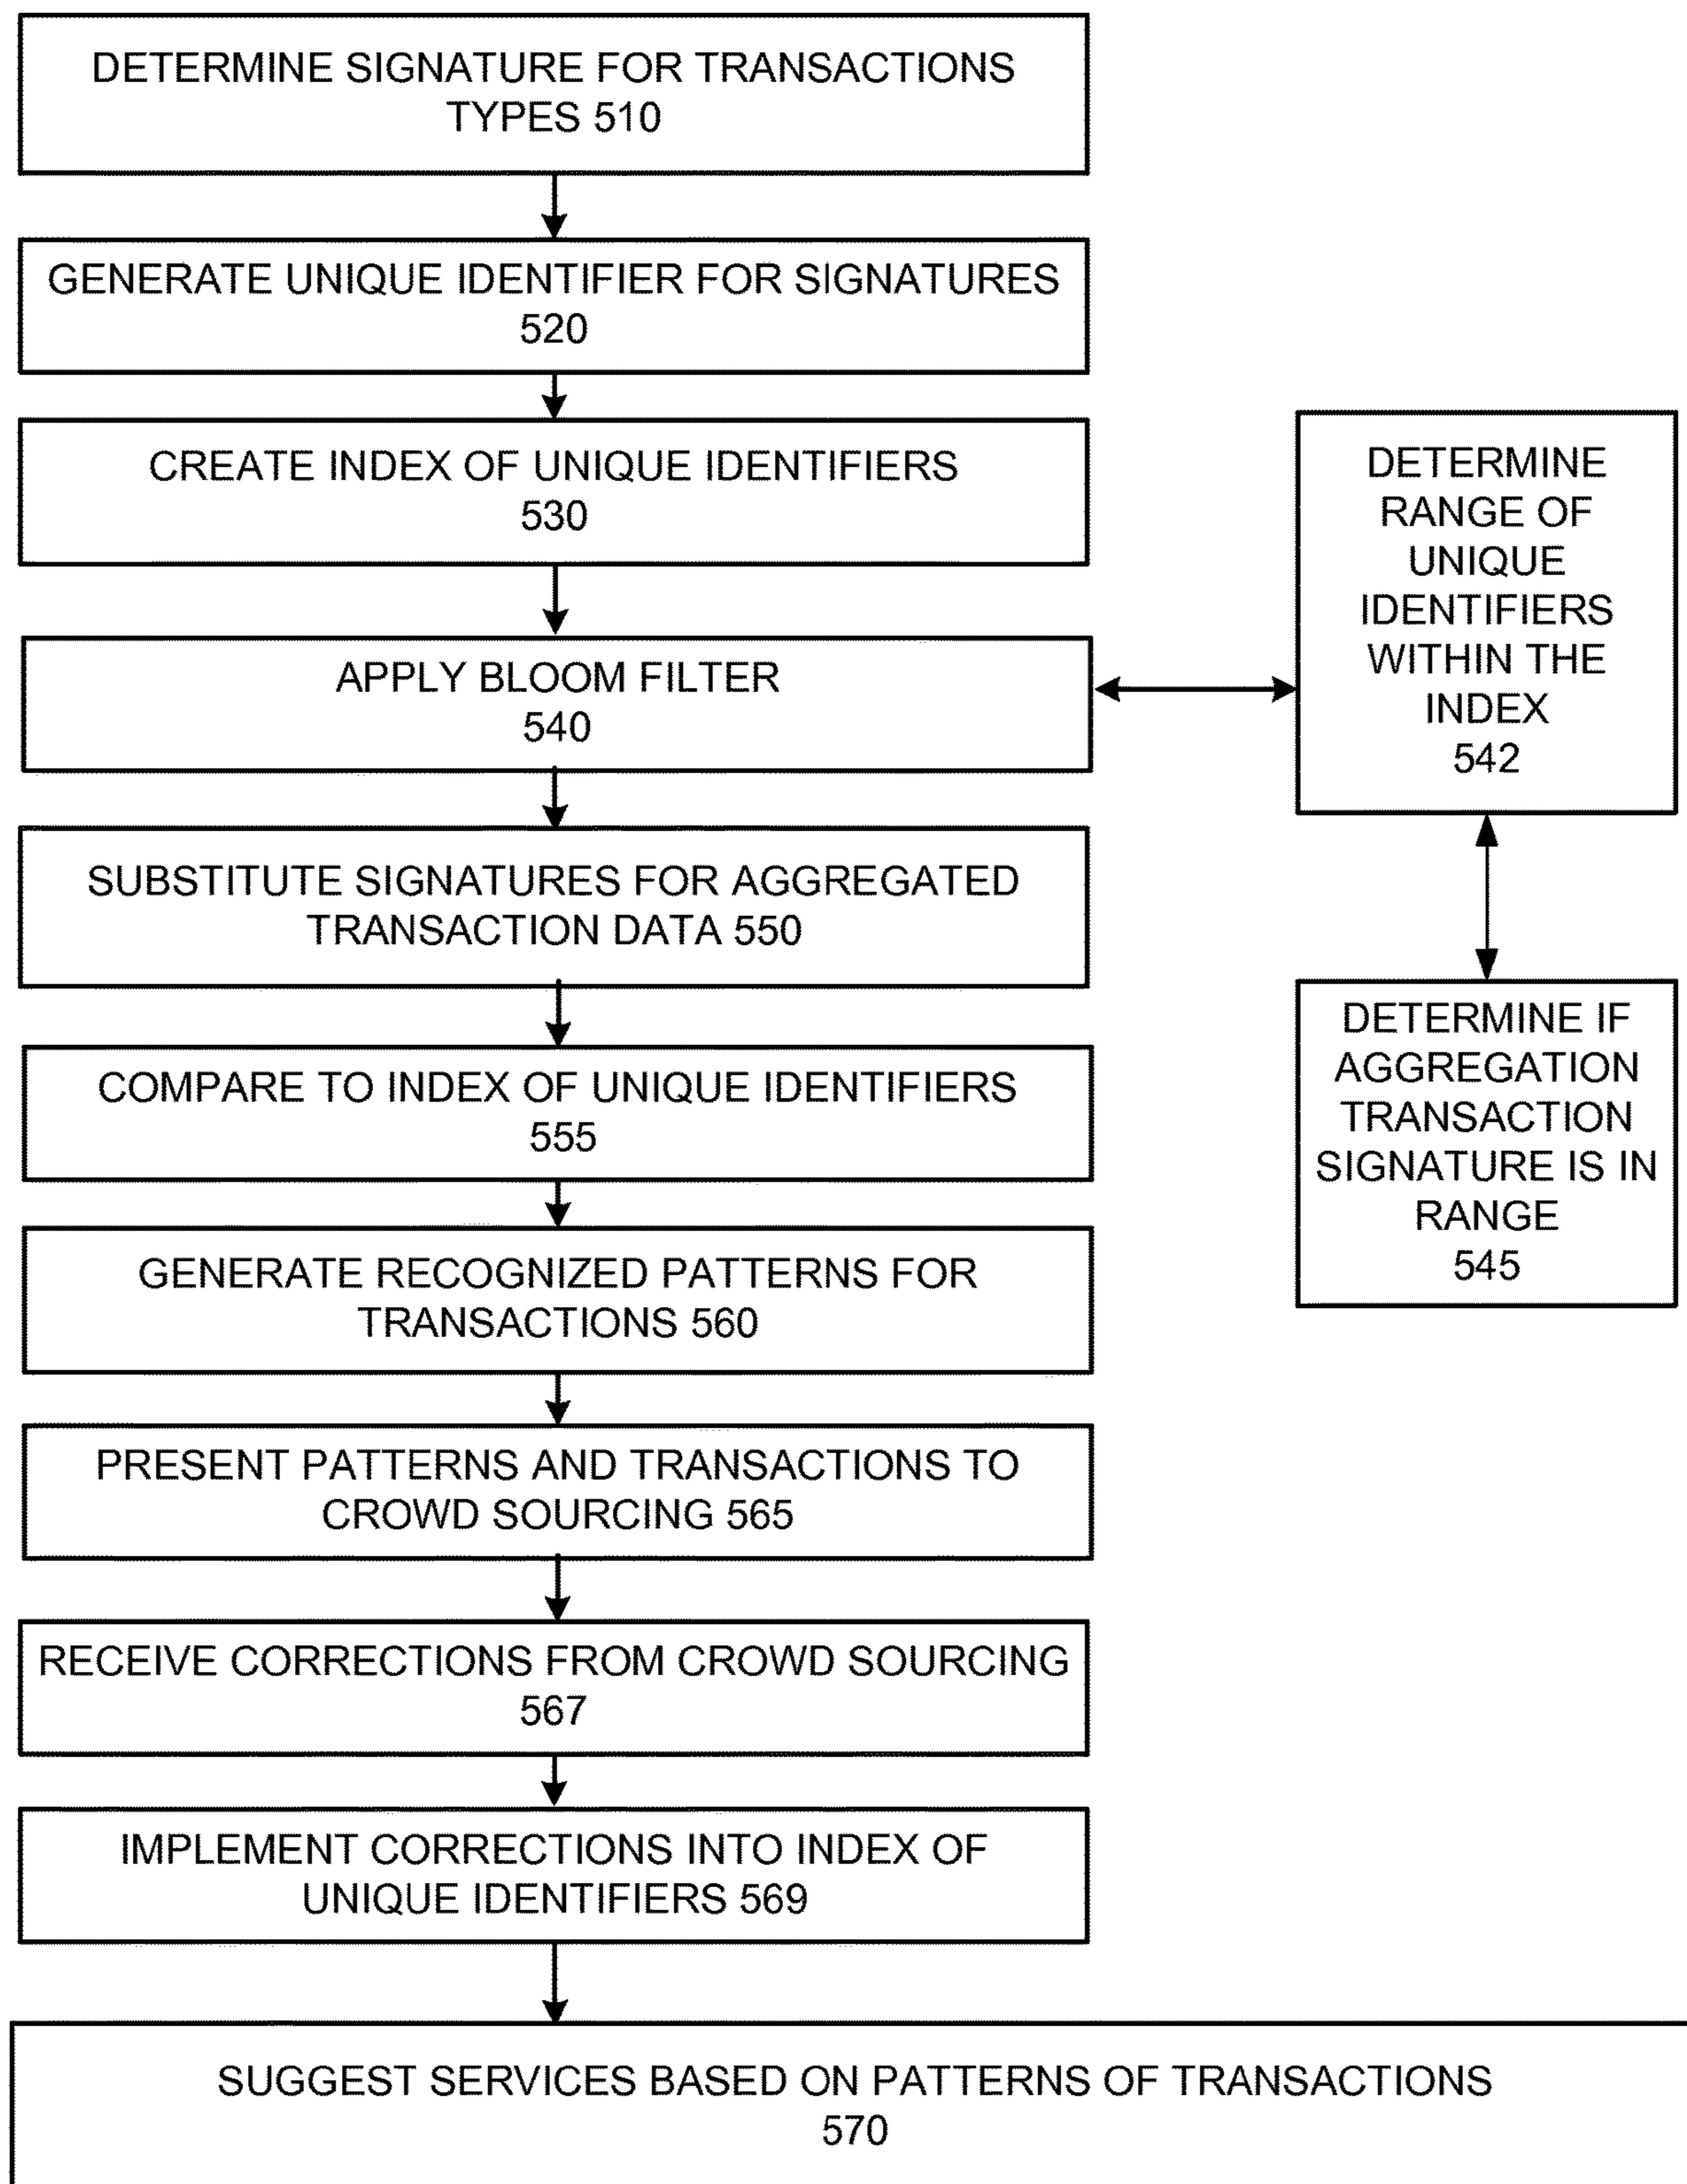 DETERMINE SIGNATURE FOR TRANSACTIONS
TYPES 510
GENERATE UNIQUE IDENTIFIER FOR SIGNATURES
520
CREATE INDEX OF UNIQUE IDENTIFIERS
530
APPLY BLOOM FILTER
540
DETERMINE
RANGE OF
UNIQUE
IDENTIFIERS
WITHIN THE
INDEX
542
DETERMINE IF
AGGREGATION
TRANSACTION
SIGNATURE IS IN
RANGE
545
SUBSTITUTE SIGNATURES FOR AGGREGATED
TRANSACTION DATA 550
COMPARE TO INDEX OF UNIQUE IDENTIFIERS
555
GENERATE RECOGNIZED PATTERNS FOR
TRANSACTIONS 560
PRESENT PATTERNS AND TRANSACTIONS TO
CROWD SOURCING 565
RECEIVE CORRECTIONS FROM CROWD SOURCING
567
IMPLEMENT CORRECTIONS INTO INDEX OF
UNIQUE IDENTIFIERS 569
SUGGEST SERVICES BASED ON PATTERNS OF TRANSACTIONS
570